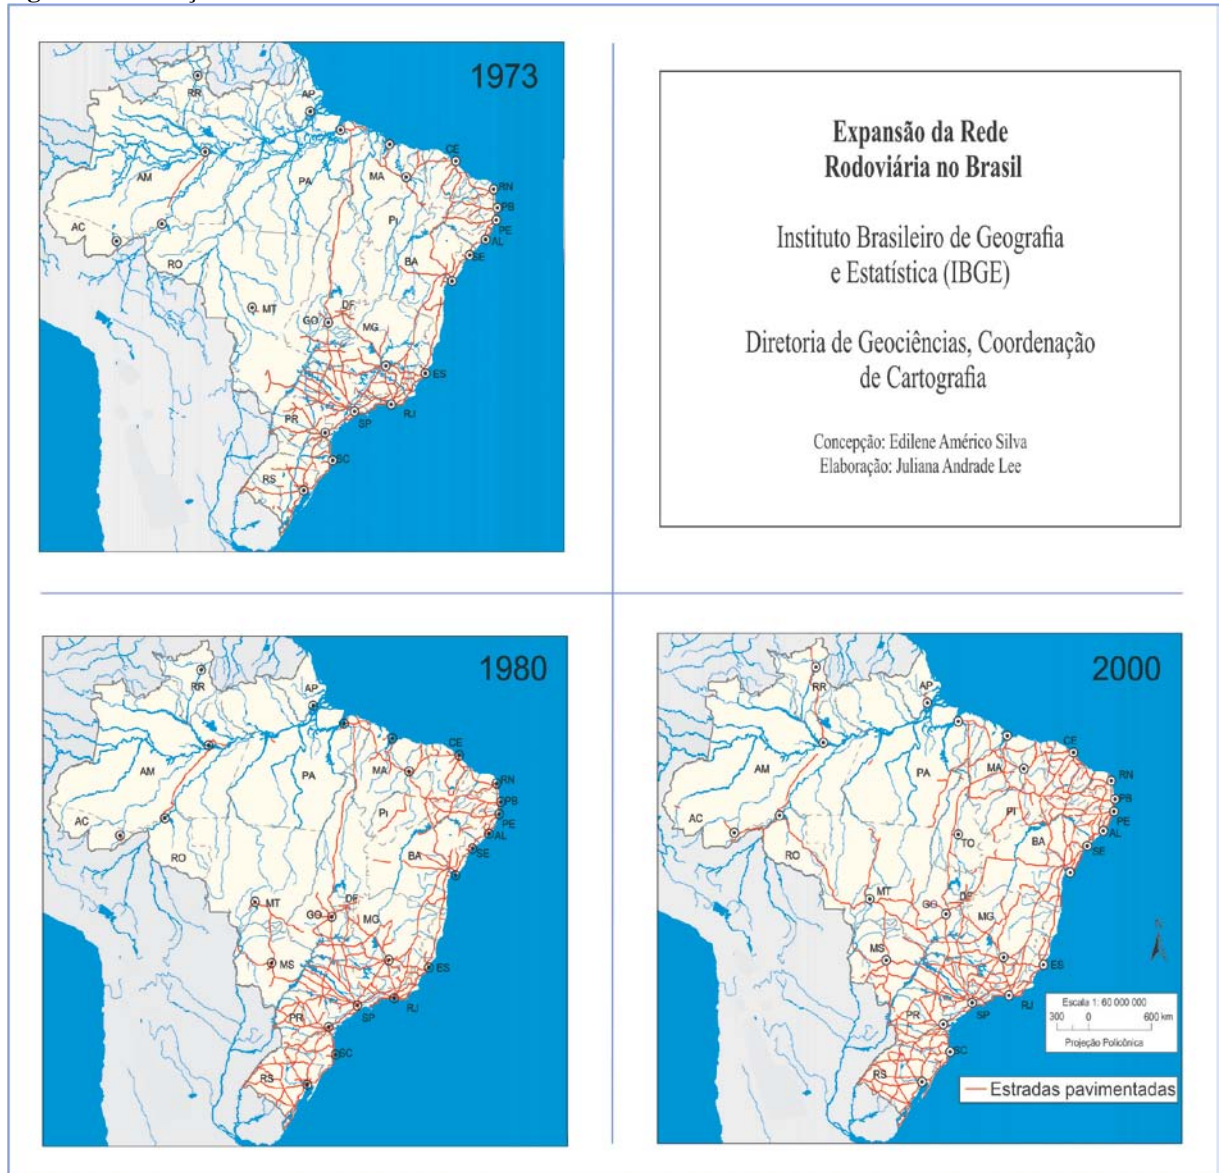 1973
RR
AP
CE
AM
PA
MA
RN
PB
PE
AC
PI
AL
RO
BA
SE
MT
DF
GO
MG
ES
PR
SP
RJ
SC
RS
Expansão da Rede
Rodoviária no Brasil
Instituto Brasileiro de Geografia
e Estatística (IBGE)
Diretoria de Geociências, Coordenação
de Cartografia
Concepção: Edilene Américo Silva
Elaboração: Juliana Andrade Lee
1980
RR
AP
CE
AM
PA
MA
RN
PB
PE
AC
PI
AL
RO
BA
SE
MT
DF
GO
MG
MS
ES
PR
SP
RJ
SC
RS
2000
RR
AP
CE
AM
PA
MA
RN
PB
PE
AC
PI
AL
TO
BA
SE
RO
MT
DF
GO
MG
MS
ES
SP
RJ
PR
SC
RS
Escala 1: 60 000 000
300 0 600 km
Projeção Policônica
Estradas pavimentadas